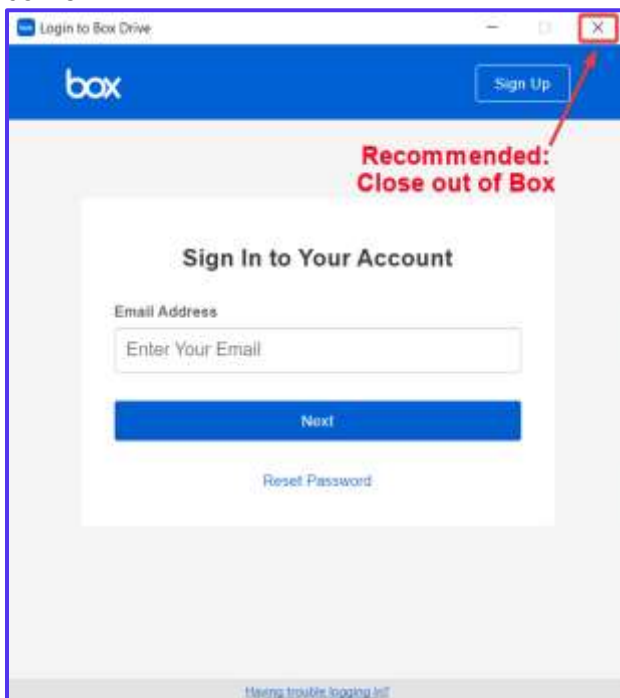 Login to Box Drive
box
Sign Up
Recommended:
Close out of Box
Sign In to Your Account
Email Address
Enter Your Email
Next
Reset Password
Having trouble logging in?